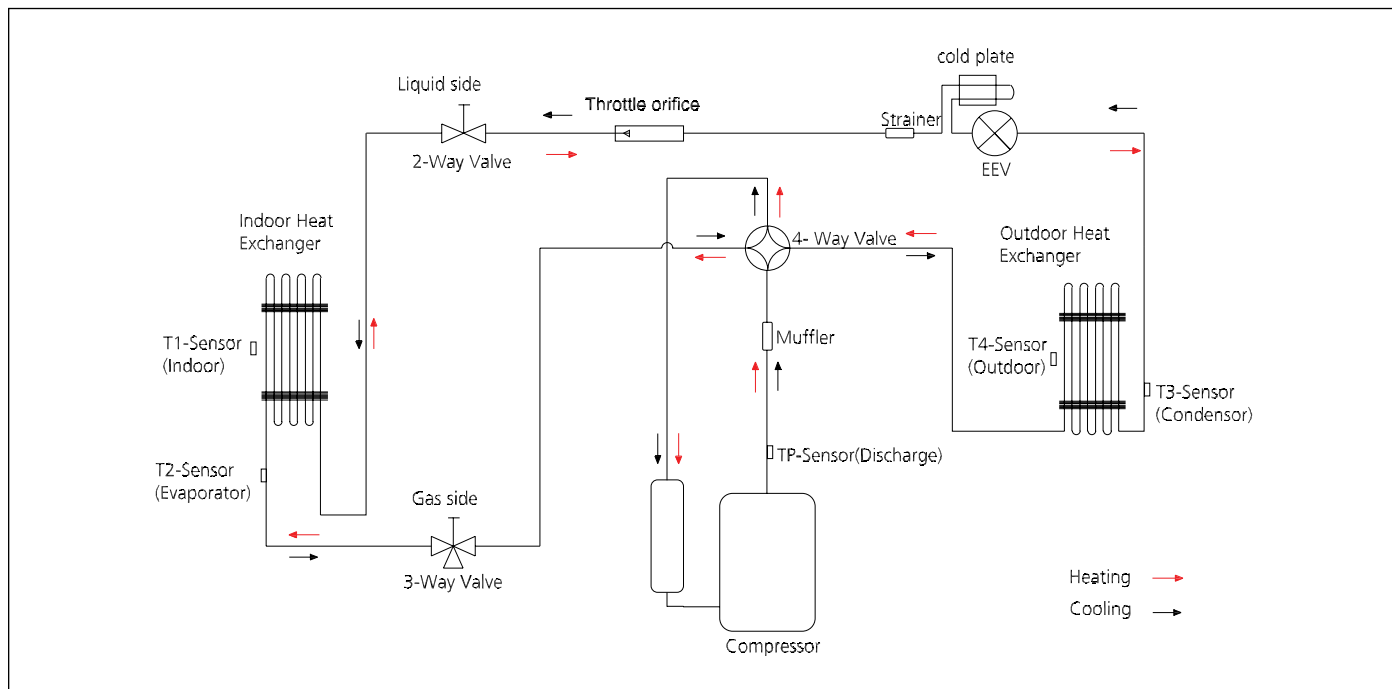 cold plate
Liquid side
Throttle orifice
Strainer
2-Way Valve
EEV
Indoor Heat
Exchanger
4- Way Valve
Outdoor Heat
Exchanger
T1-Sensor
(Indoor)
Muffler
T4-Sensor
(Outdoor)
T3-Sensor
(Condensor)
TP-Sensor(Discharge)
T2-Sensor
(Evaporator)
Gas side
3-Way Valve
Heating
Cooling
Compressor